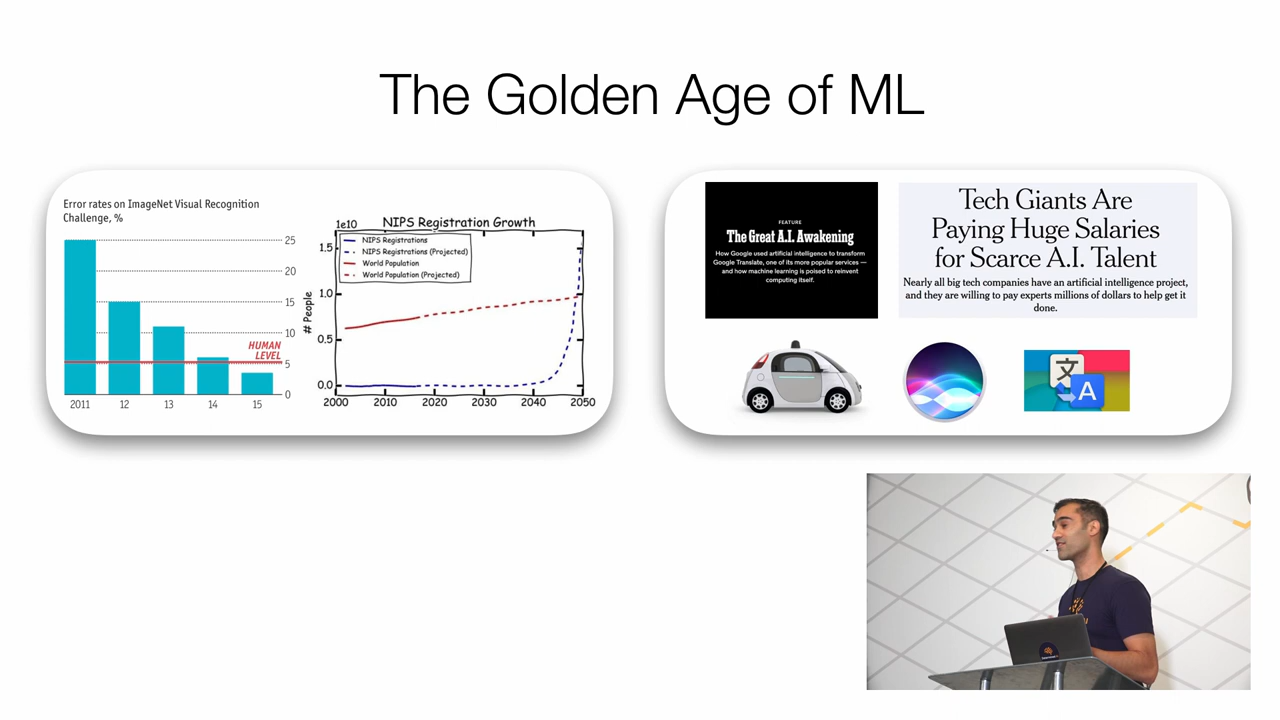 The Golden Age of ML
Error rates on ImageNet Visual Recognition
Challenge, %
25
20
15
10
5
0
HUMAN
LEVEL
2011 12 13 14 15
NIPS Registration Growth
1e10
NIPS Registrations
NIPS Registrations (Projected)
World Population
World Population (Projected)
# People
1.5
1.0
0.5
0.0
2000 2010 2020 2030 2040 2050
FEATURE
The Great A.I. Awakening
How Google used artificial intelligence to transform
Google Translate, one of its more popular services —
and how machine learning is poised to reinvent
computing itself.
Tech Giants Are
Paying Huge Salaries
for Scarce A.I. Talent
Nearly all big tech companies have an artificial intelligence project,
and they are willing to pay experts millions of dollars to help get it
done.
文
A